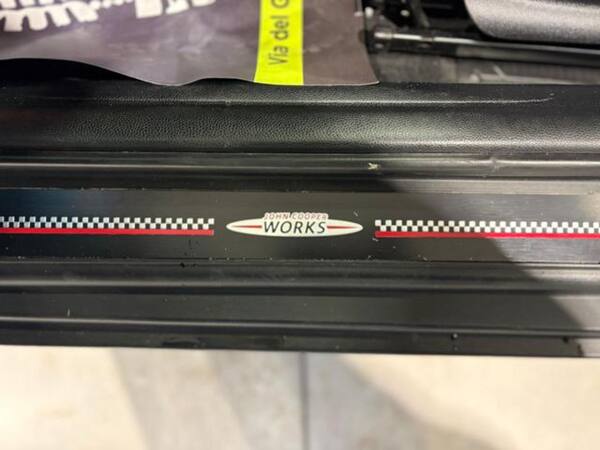 Via del G
JOHN COOPER
WORKS